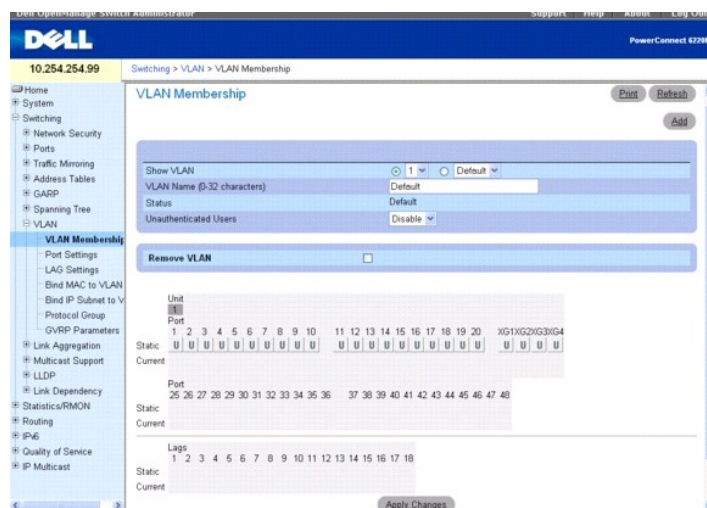 Dell OpenManage Switch Administrator
Support Help About Log Out
DELL
PowerConnect 6220
10.254.254.99
Switching > VLAN > VLAN Membership
Home
System
Switching
Network Security
Ports
Traffic Mirroring
Address Tables
GARP
Spanning Tree
VLAN
VLAN Membership
Port Settings
LAG Settings
Bind MAC to VLAN
Bind IP Subnet to V
Protocol Group
GVRP Parameters
Link Aggregation
Multicast Support
LLDP
Link Dependency
Statistics/RMON
Routing
IPv6
Quality of Service
IP Multicast
VLAN Membership
Print Refresh
Add
Show VLAN 1 Default
VLAN Name (0-32 characters) Default
Status Default
Unauthenticated Users Disable
Remove VLAN
Unit
1
Port
1 2 3 4 5 6 7 8 9 10 11 12 13 14 15 16 17 18 19 20 XG1 XG2 XG3 XG4
Static U U U U U U U U U U U U U U U U U U U U U U U U
Current
Port
25 26 27 28 29 30 31 32 33 34 35 36 37 38 39 40 41 42 43 44 45 46 47 48
Static
Current
Lags
1 2 3 4 5 6 7 8 9 10 11 12 13 14 15 16 17 18
Static
Current
Apply Changes